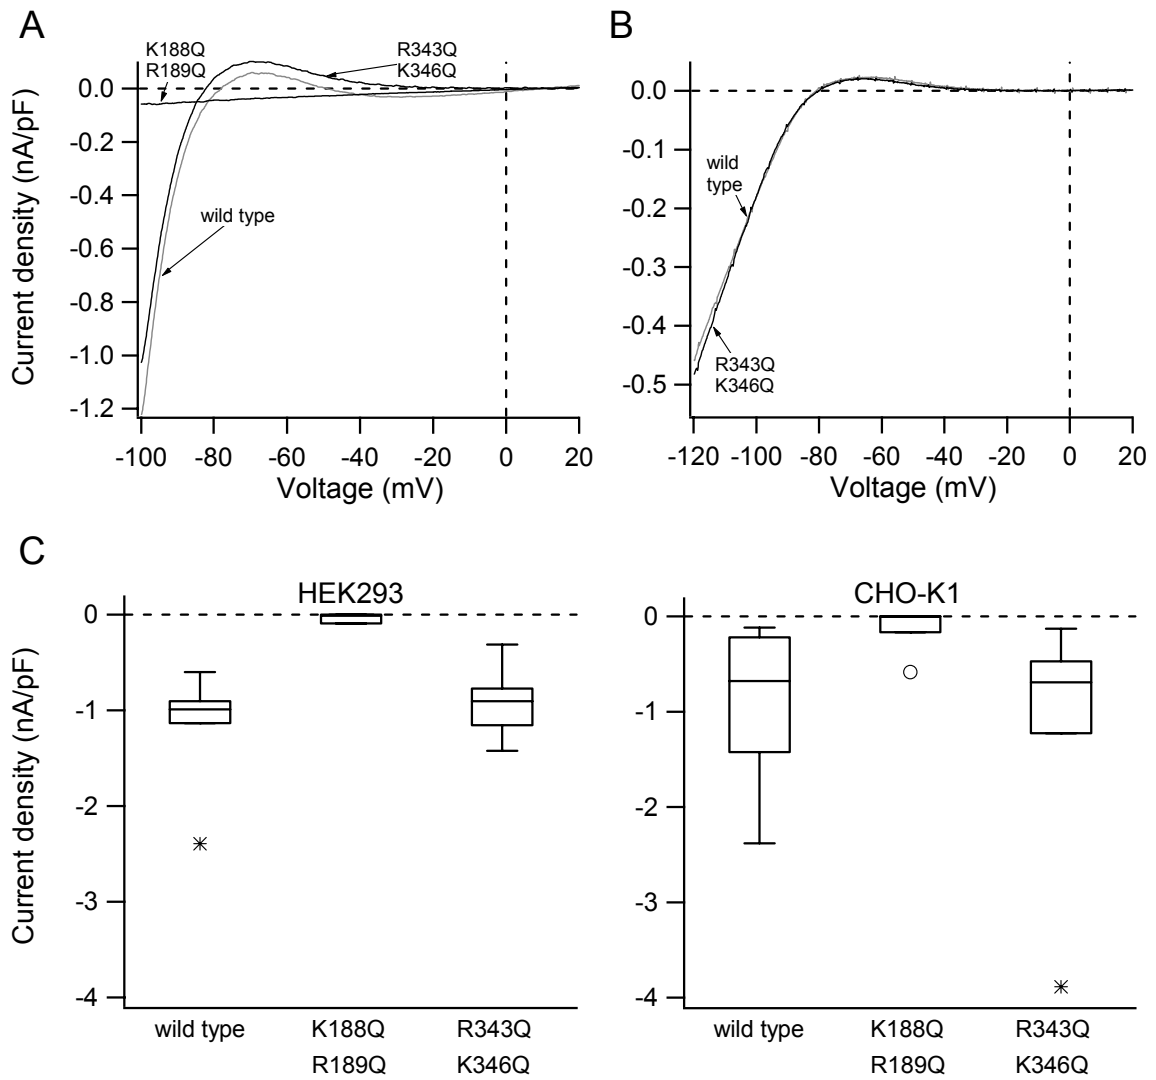 A
K188Q
R189Q
R343Q
K346Q
wild type
0.0
-0.2
-0.4
-0.6
-0.8
-1.0
-1.2
Current density (nA/pF)
-100 -80 -60 -40 -20 0 20
Voltage (mV)
B
0.0
-0.1
-0.2
-0.3
-0.4
-0.5
wild
type
R343Q
K346Q
-120 -100 -80 -60 -40 -20 0 20
Voltage (mV)
C
HEK293
0
-1
-2
-3
-4
Current density (nA/pF)
wild type K188Q R343Q
R189Q K346Q
CHO-K1
0
-1
-2
-3
-4
wild type K188Q R343Q
R189Q K346Q